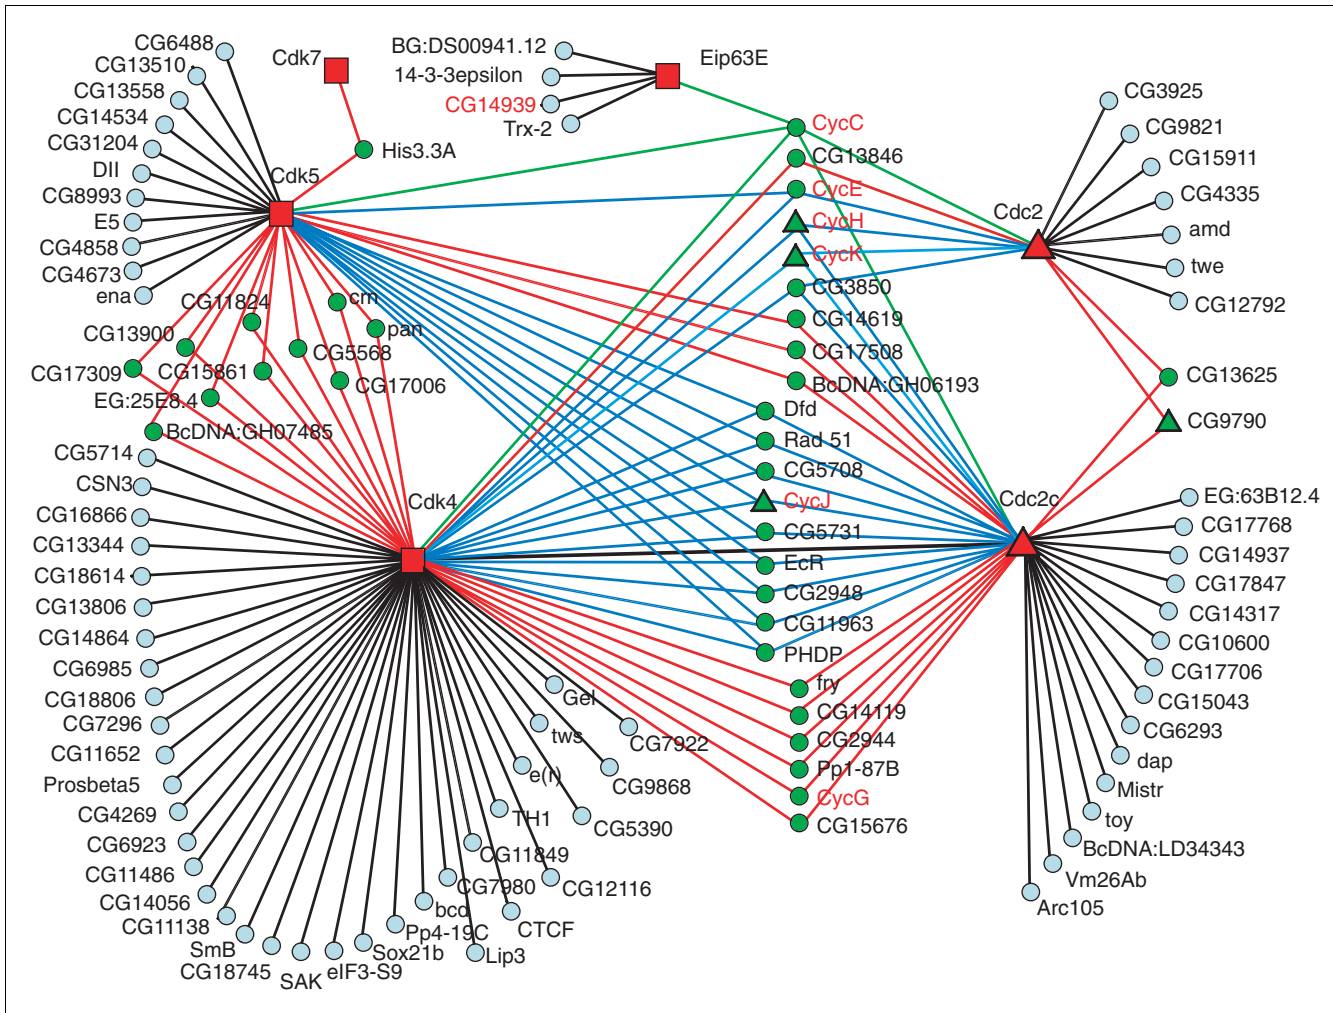 CG6488
CG13510
CG13558
CG14534
CG31204
Dll
CG8993
E5
CG4858
CG4673
ena
Cdk7
His3.3A
Cdk5
BG:DS00941.12
14-3-3epsilon
CG14939
Trx-2
Eip63E
CycC
CG13846
CycE
CycH
CycK
CG3850
CG14619
CG17508
BcDNA:GH06193
Dfd
Rad 51
CG5708
CycJ
CG5731
EcR
CG2948
CG11963
PHDP
fry
CG14119
CG2944
Pp1-87B
CycG
CG15676
Cdc2
CG3925
CG9821
CG15911
CG4335
amd
twe
CG12792
CG13625
CG9790
Cdc2c
EG:63B12.4
CG17768
CG14937
CG17847
CG14317
CG10600
CG17706
CG15043
CG6293
dap
Mistr
toy
BcDNA:LD34343
Vm26Ab
Arc105
CG11824
crn
pan
CG13900
CG5568
CG17309
CG15861
CG17006
EG:25E8.4
BcDNA:GH07485
Cdk4
CG5714
CSN3
CG16866
CG13344
CG18614
CG13806
CG14864
CG6985
CG18806
CG7296
CG11652
Prosbeta5
CG4269
CG6923
CG11486
CG14056
CG11138
SmB
CG18745
SAK
eIF3-S9
Sox21b
Pp4-19C
bcd
Lip3
CG7980
CTCF
CG11849
CG12116
TH1
CG5390
e(r)
CG9868
tws
CG7922
Gel